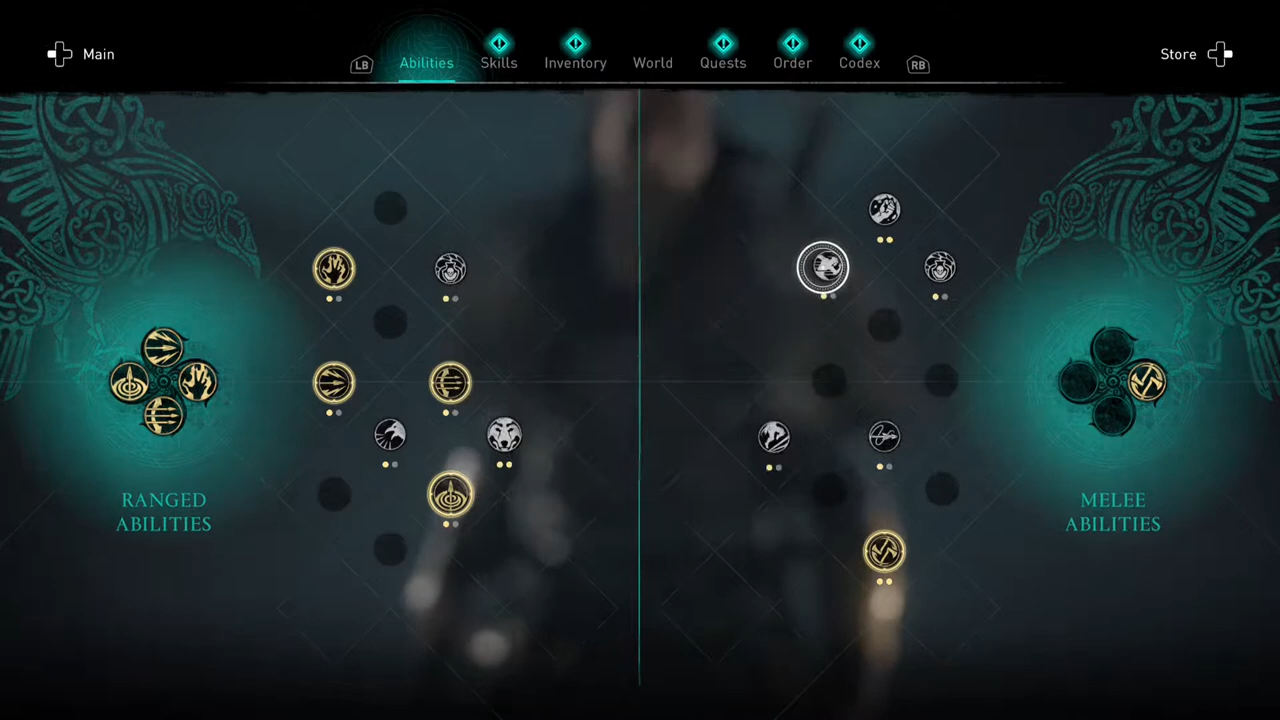 Main
LB
Abilities
Skills
Inventory
World
Quests
Order
Codex
RB
Store
RANGED
ABILITIES
MELEE
ABILITIES